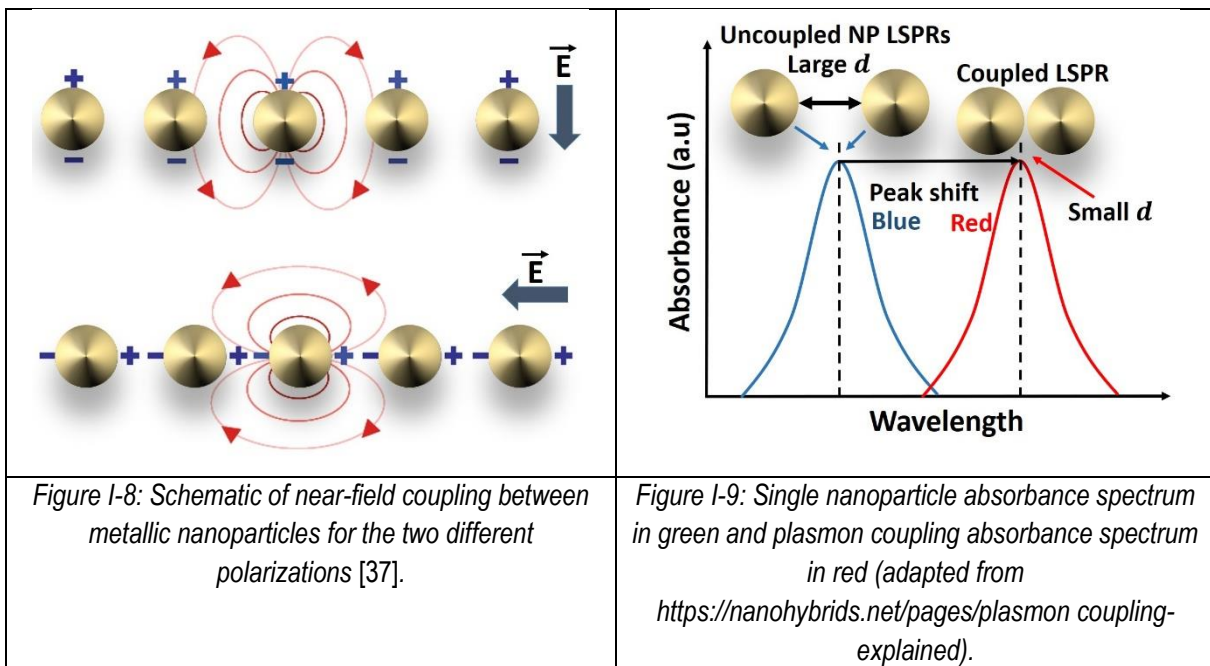 + + + + +
E
− − − − −
E
− + − + − + − + − +
Figure I-8: Schematic of near-field coupling between
metallic nanoparticles for the two different
polarizations [37].
Uncoupled NP LSPRs
Large d
Coupled LSPR
Peak shift
Blue
Red
Small d
Absorbance (a.u)
Wavelength
Figure I-9: Single nanoparticle absorbance spectrum
in green and plasmon coupling absorbance spectrum
in red (adapted from
https://nanohybrids.net/pages/plasmon coupling-
explained).